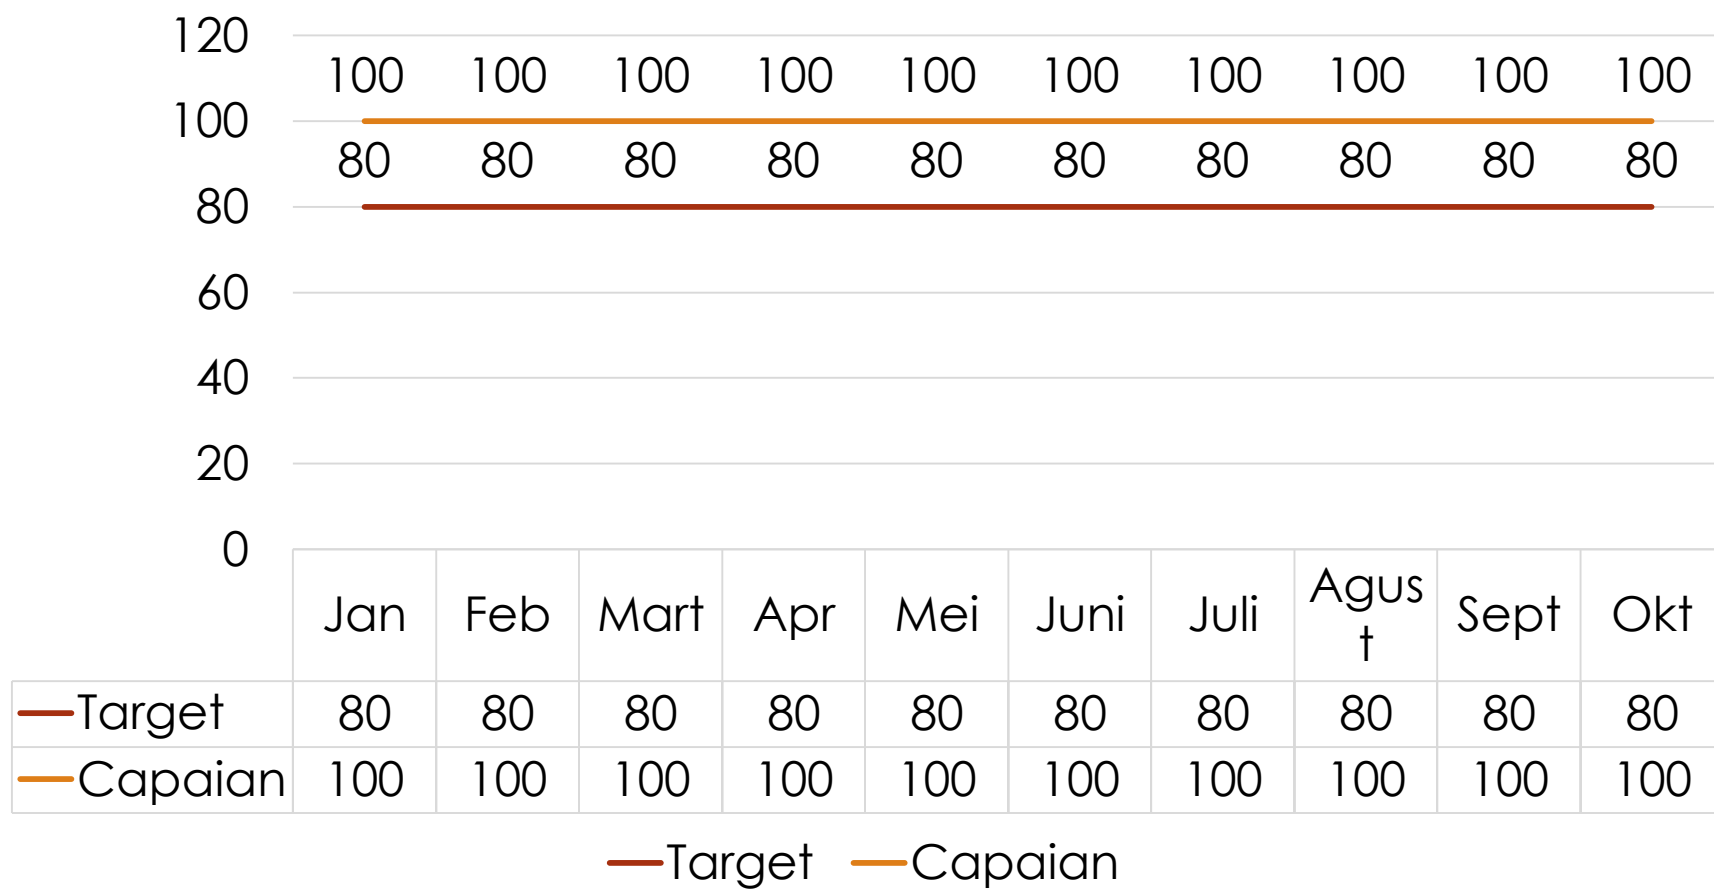 120
100 100 100 100 100 100 100 100 100 100
100
80 80 80 80 80 80 80 80 80 80
80
60
40
20
0
Jan Feb Mart Apr Mei Juni Juli Agus
t Sept Okt
Target 80 80 80 80 80 80 80 80 80 80
Capaian 100 100 100 100 100 100 100 100 100 100
Target Capaian